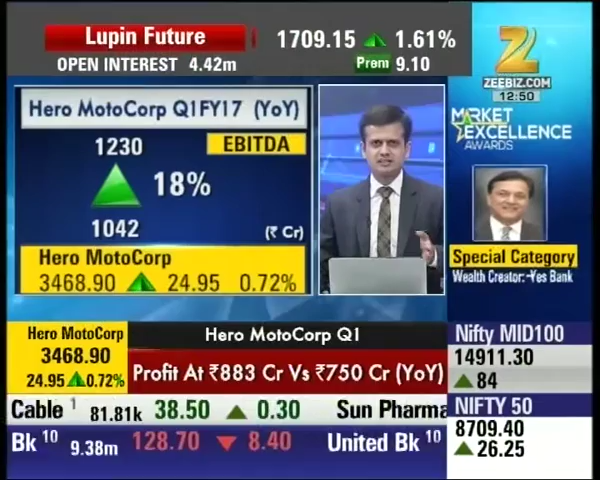 Lupin Future
OPEN INTEREST 4.42m
1709.15 1.61%
Prem 9.10
Z
ZEEBIZ.COM
12:50
MARKET
EXCELLENCE
AWARDS
Special Category
Wealth Creator: -Yes Bank
Hero MotoCorp Q1FY17 (YoY)
EBITDA
1230
18%
1042
(₹ Cr)
Hero MotoCorp
3468.90 24.95 0.72%
Hero MotoCorp
3468.90
24.95 0.72%
Hero MotoCorp Q1
Profit At ₹883 Cr Vs ₹750 Cr (YoY)
Nifty MID100
14911.30
84
NIFTY 50
8709.40
26.25
Cable 1 81.81k 38.50 0.30 Sun Pharma
Bk 10 9.38m 128.70 8.40 United Bk 10